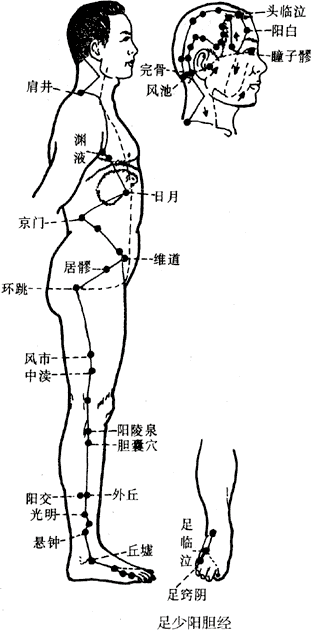 头临泣
阳白
瞳子髎
完骨
风池
肩井
渊
液
日月
京门
维道
居髎
环跳
风市
中渎
阳陵泉
胆囊穴
阳交
外丘
光明
悬钟
丘墟
足
临
泣
足窍阴
足少阳胆经